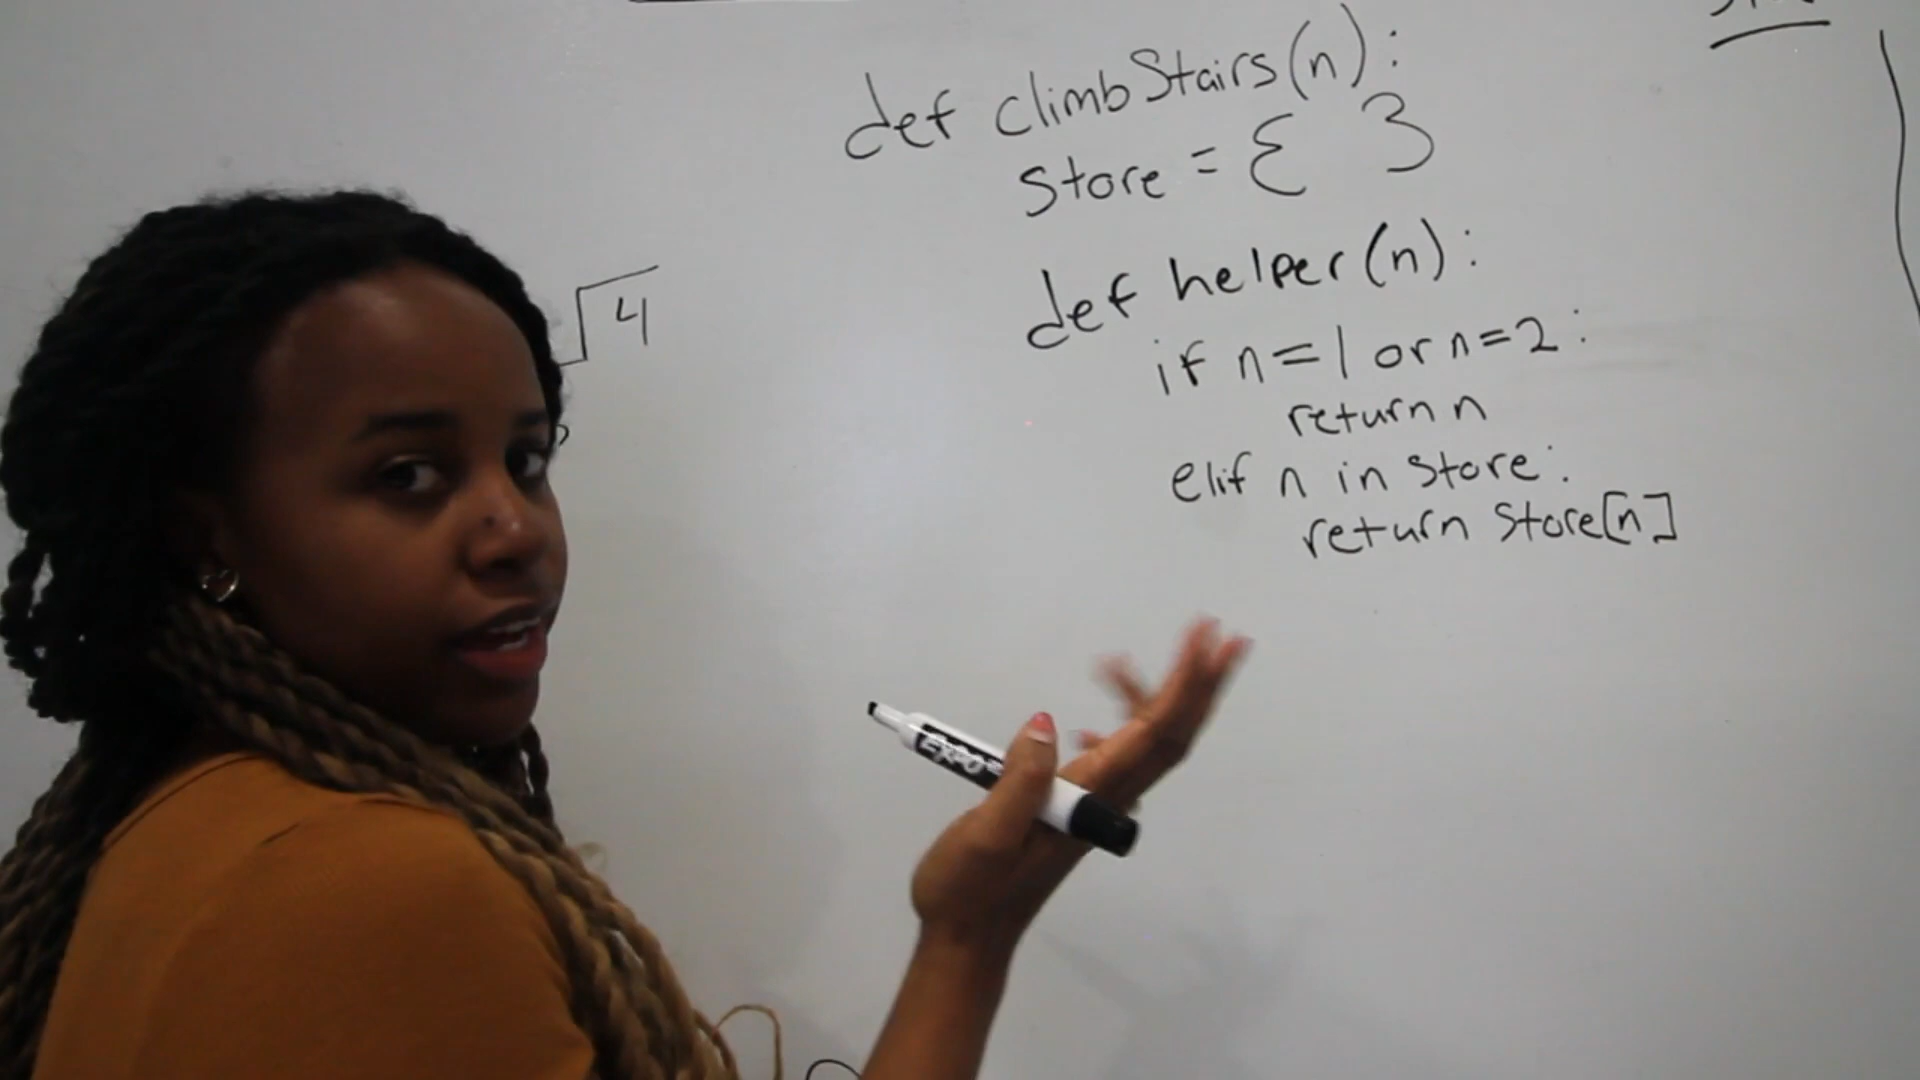 def climbStairs(n):
store = { }
def helper(n):
if n=1 or n=2:
return n
elif n in store:
return store[n]
4
EXPO